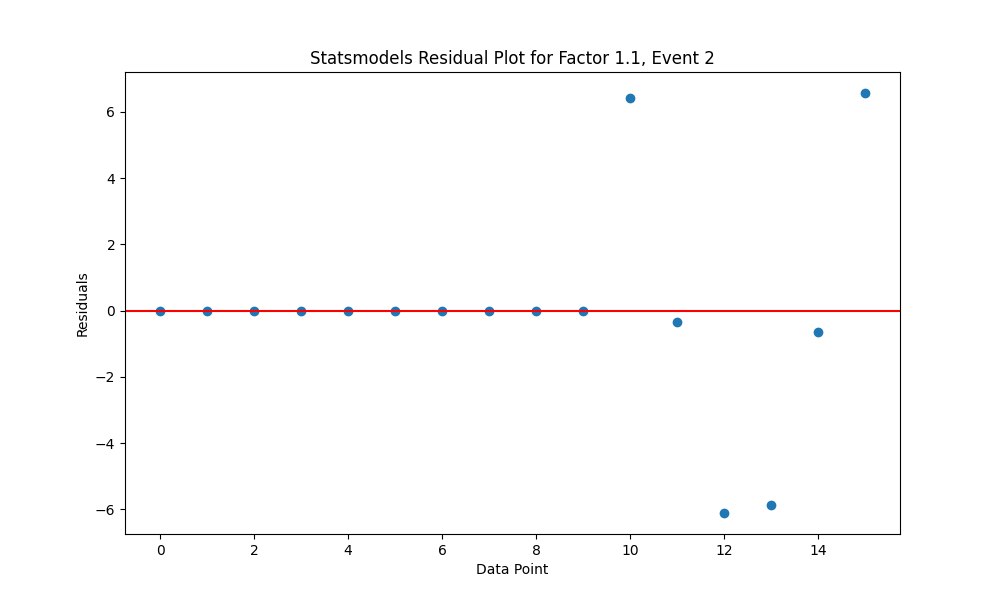 Statsmodels Residual Plot for Factor 1.1, Event 2
6
4
2
0
−2
−4
−6
Residuals
0 2 4 6 8 10 12 14
Data Point